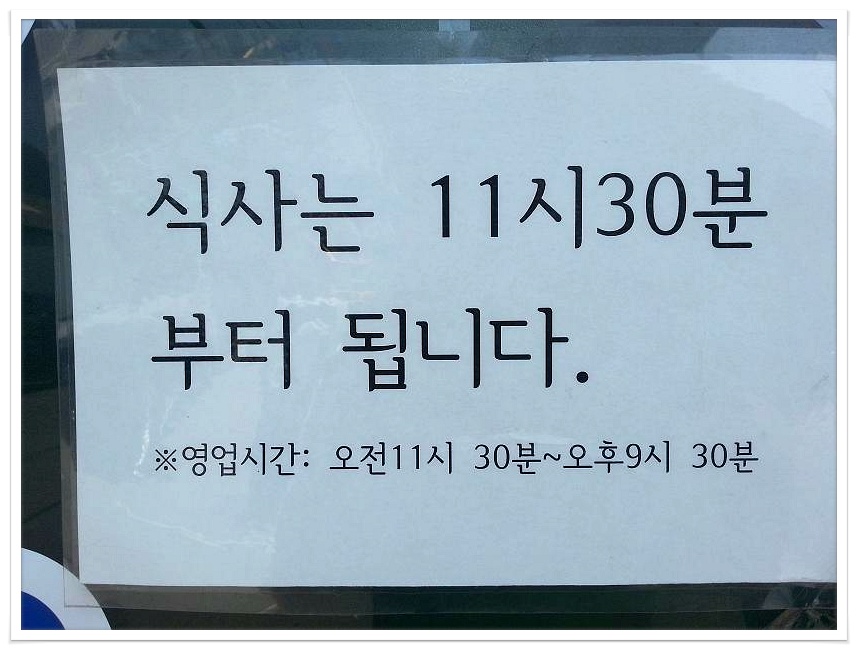 식사는 11시30분
부터 됩니다.
※영업시간: 오전11시 30분~오후9시 30분